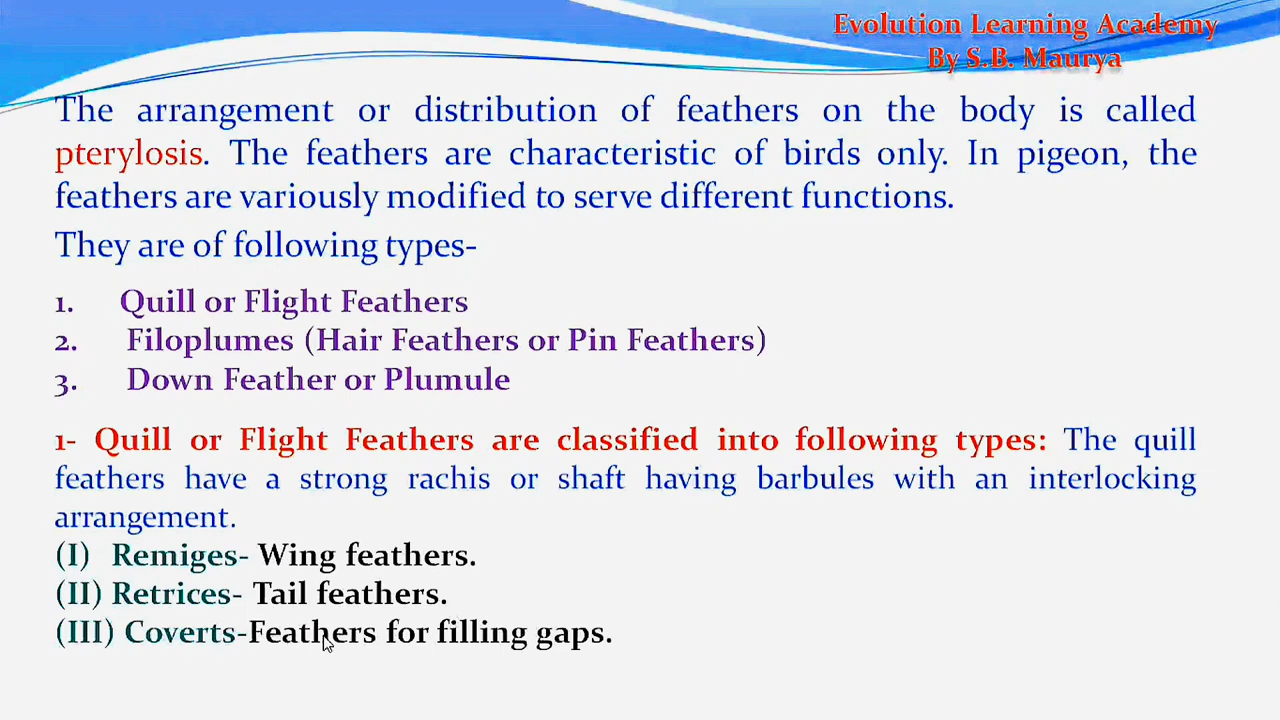 Evolution Learning Academy
By S.B. Maurya
The arrangement or distribution of feathers on the body is called
pterylosis. The feathers are characteristic of birds only. In pigeon, the
feathers are variously modified to serve different functions.
They are of following types-
1. Quill or Flight Feathers
2. Filoplumes (Hair Feathers or Pin Feathers)
3. Down Feather or Plumule
1- Quill or Flight Feathers are classified into following types: The quill
feathers have a strong rachis or shaft having barbules with an interlocking
arrangement.
(I) Remiges- Wing feathers.
(II) Retrices- Tail feathers.
(III) Coverts-Feathers for filling gaps.